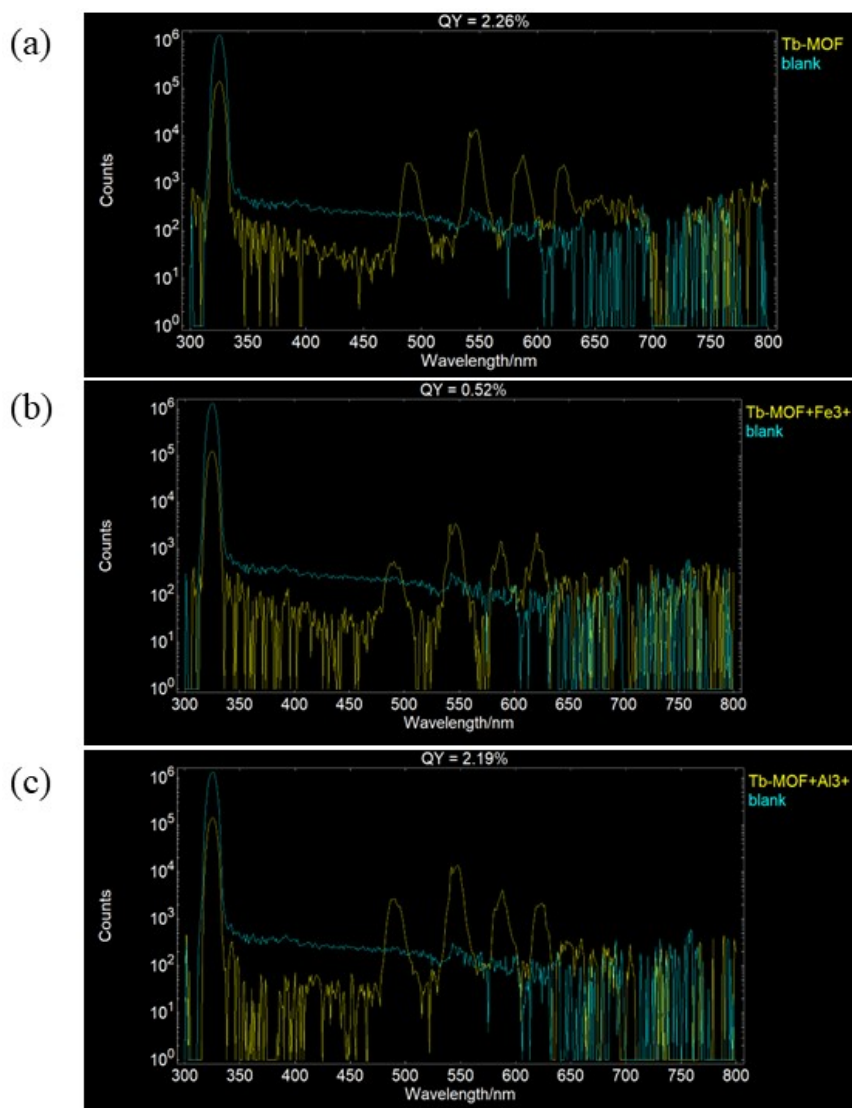 (a)
QY = 2.26%
Tb-MOF
blank
10^6
10^5
10^4
10^3
10^2
10^1
10^0
Counts
300 350 400 450 500 550 600 650 700 750 800
Wavelength/nm
(b)
QY = 0.52%
Tb-MOF+Fe3+
blank
10^6
10^5
10^4
10^3
10^2
10^1
10^0
Counts
300 350 400 450 500 550 600 650 700 750 800
Wavelength/nm
(c)
QY = 2.19%
Tb-MOF+Al3+
blank
10^6
10^5
10^4
10^3
10^2
10^1
10^0
Counts
300 350 400 450 500 550 600 650 700 750 800
Wavelength/nm